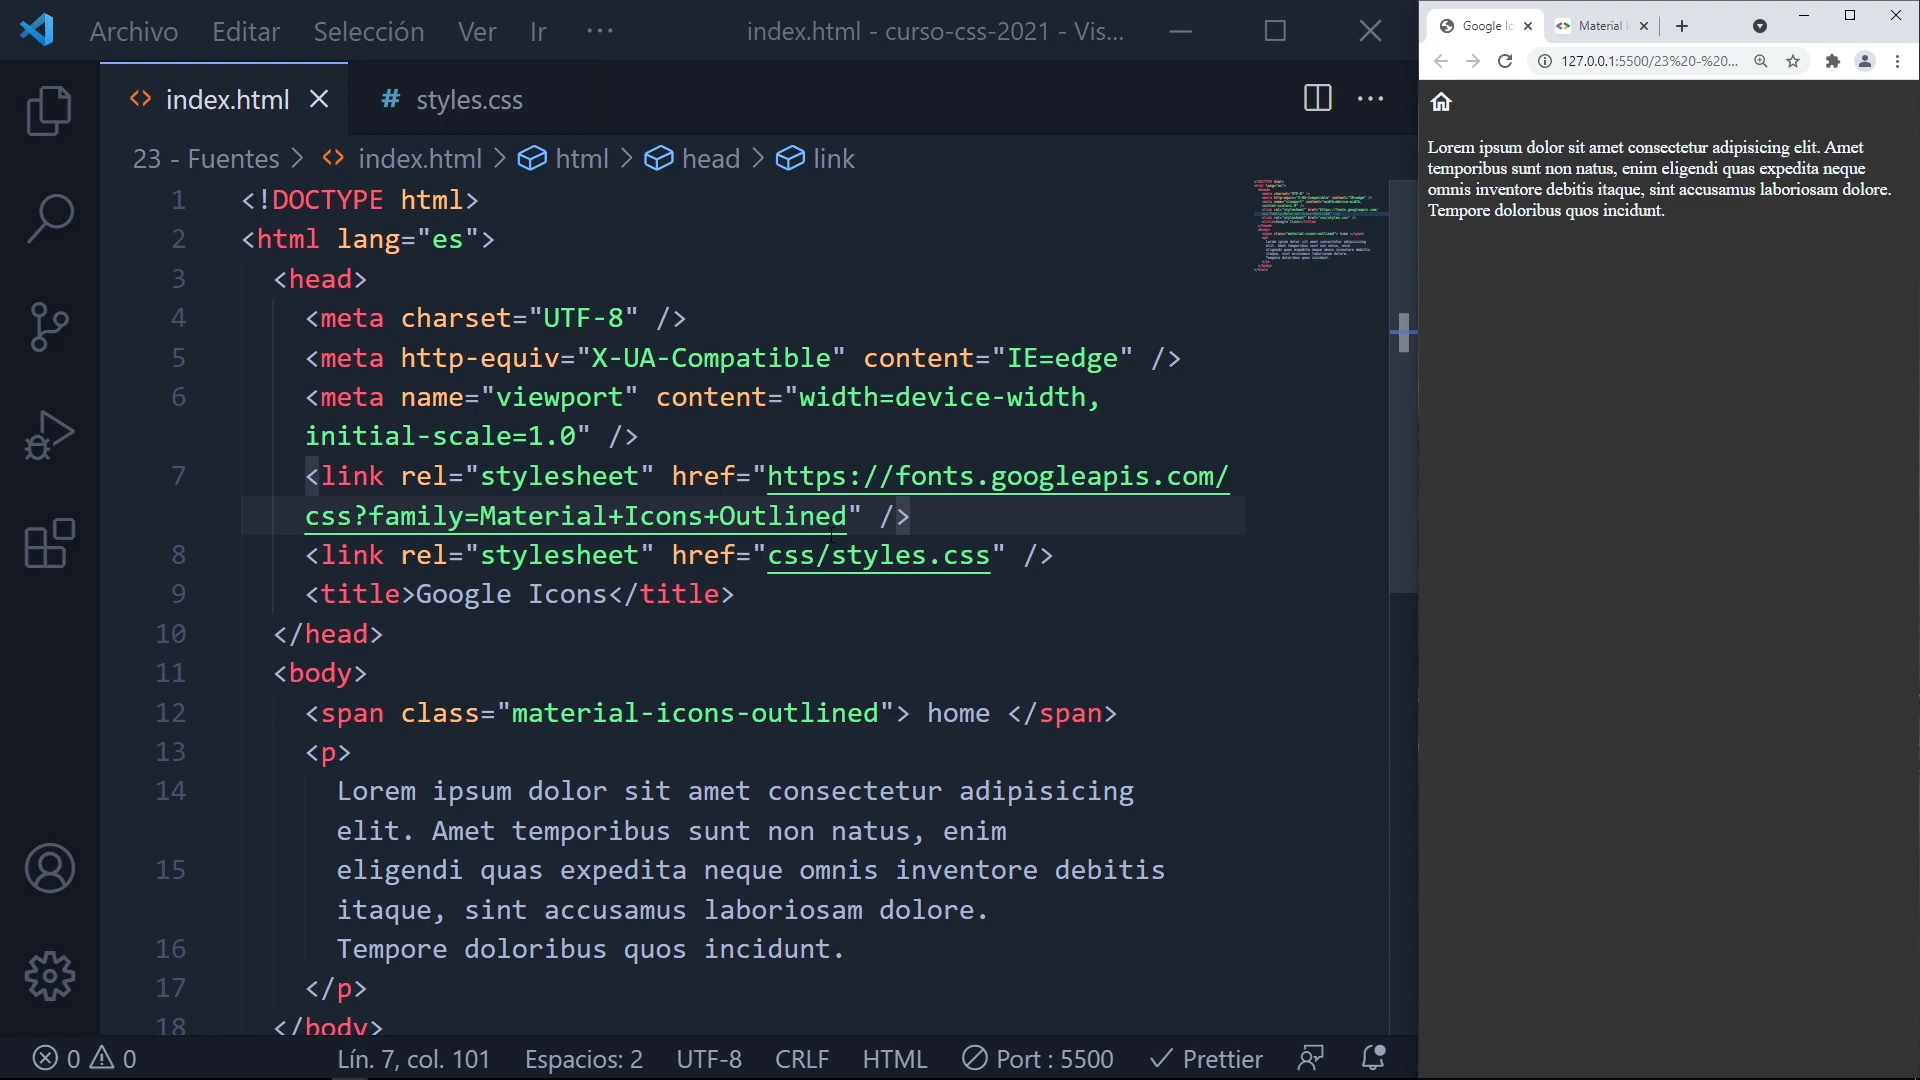 Archivo Editar Selección Ver Ir ··· index.html - curso-css-2021 - Vis...
index.html # styles.css
23 - Fuentes > index.html > html > head > link
1 <!DOCTYPE html>
2 <html lang="es">
3 <head>
4 <meta charset="UTF-8" />
5 <meta http-equiv="X-UA-Compatible" content="IE=edge" />
6 <meta name="viewport" content="width=device-width,
initial-scale=1.0" />
7 <link rel="stylesheet" href="https://fonts.googleapis.com/
css?family=Material+Icons+Outlined" />
8 <link rel="stylesheet" href="css/styles.css" />
9 <title>Google Icons</title>
10 </head>
11 <body>
12 <span class="material-icons-outlined"> home </span>
13 <p>
14 Lorem ipsum dolor sit amet consectetur adipisicing
elit. Amet temporibus sunt non natus, enim
15 eligendi quas expedita neque omnis inventore debitis
itaque, sint accusamus laboriosam dolore.
16 Tempore doloribus quos incidunt.
17 </p>
18 </body>
0 0 Lín. 7, col. 101 Espacios: 2 UTF-8 CRLF HTML Port : 5500 Prettier
Google Ic Material
127.0.0.1:5500/23%20-%20...
Lorem ipsum dolor sit amet consectetur adipisicing elit. Amet
temporibus sunt non natus, enim eligendi quas expedita neque
omnis inventore debitis itaque, sint accusamus laboriosam dolore.
Tempore doloribus quos incidunt.